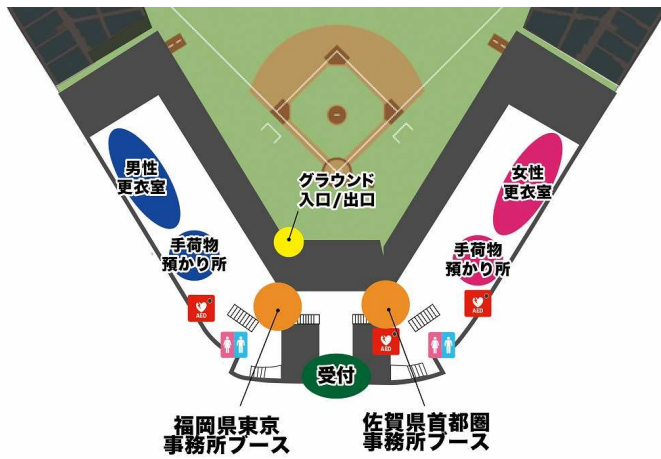 男性
更衣室
女性
更衣室
グラウンド
入口/出口
手荷物
預かり所
手荷物
預かり所
AED
AED
AED
受付
福岡県東京
事務所ブース
佐賀県首都圏
事務所ブース